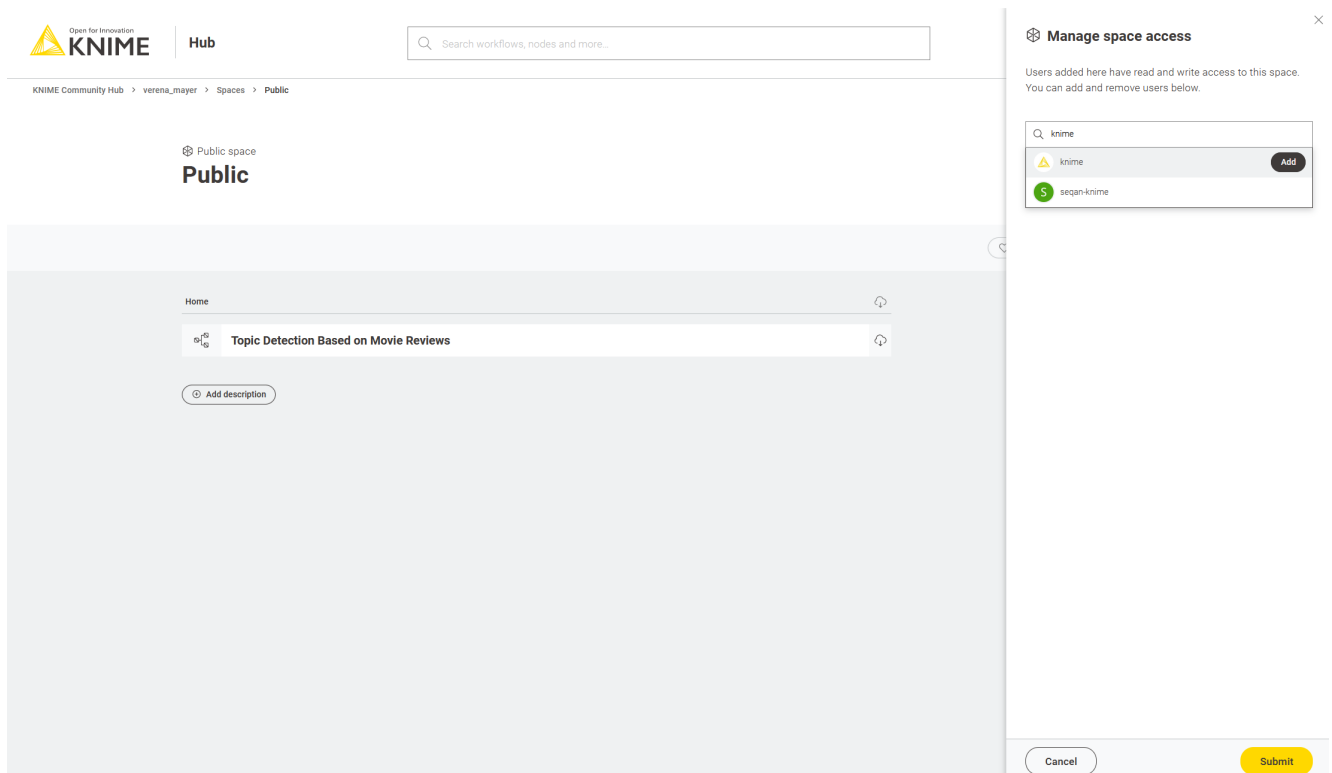 Open for Innovation
KNIME
Hub
Search workflows, nodes and more...
KNIME Community Hub > verena_mayer > Spaces > Public
Public space
Public
Home
Topic Detection Based on Movie Reviews
Add description
Manage space access
Users added here have read and write access to this space.
You can add and remove users below.
knime
knime
Add
S
seqan-knime
Cancel
Submit